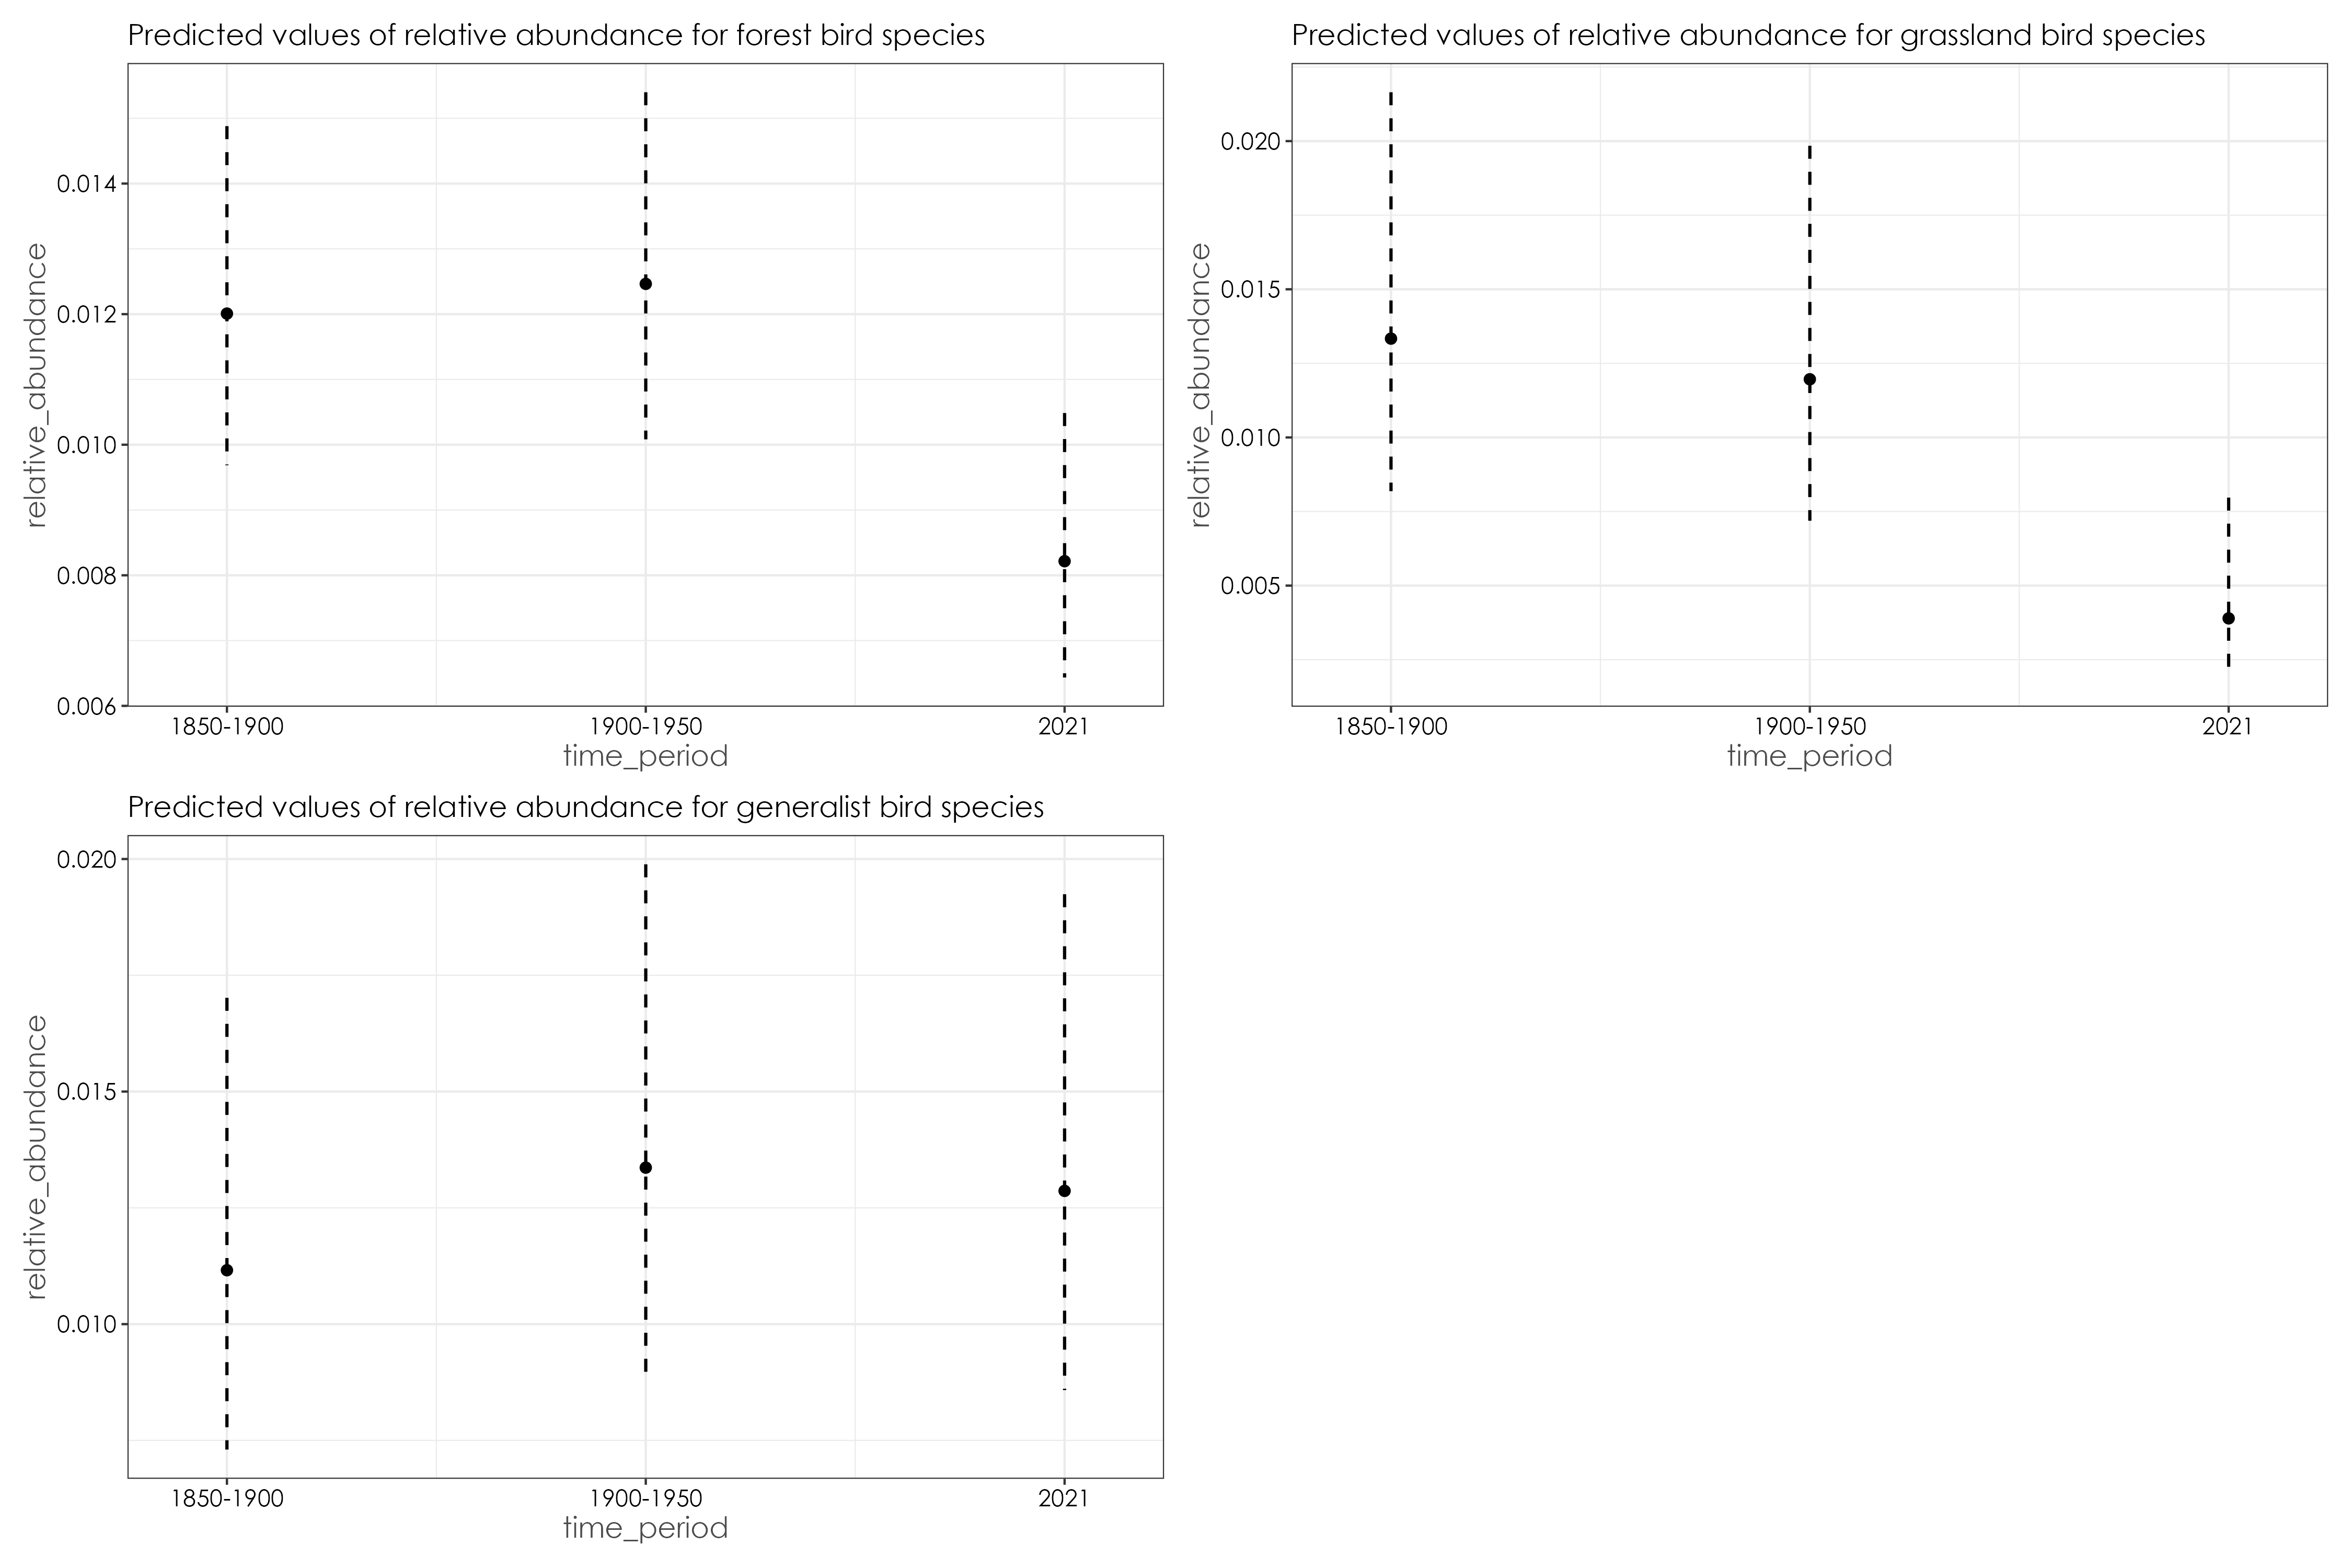 Predicted values of relative abundance for forest bird species
relative_abundance
0.014
0.012
0.010
0.008
0.006
1850-1900
1900-1950
2021
time_period
Predicted values of relative abundance for grassland bird species
relative_abundance
0.020
0.015
0.010
0.005
1850-1900
1900-1950
2021
time_period
Predicted values of relative abundance for generalist bird species
relative_abundance
0.020
0.015
0.010
1850-1900
1900-1950
2021
time_period